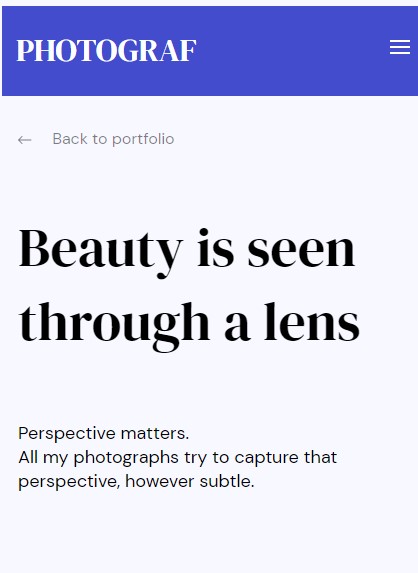 PHOTOGRAF
← Back to portfolio
Beauty is seen
through a lens
Perspective matters.
All my photographs try to capture that
perspective, however subtle.